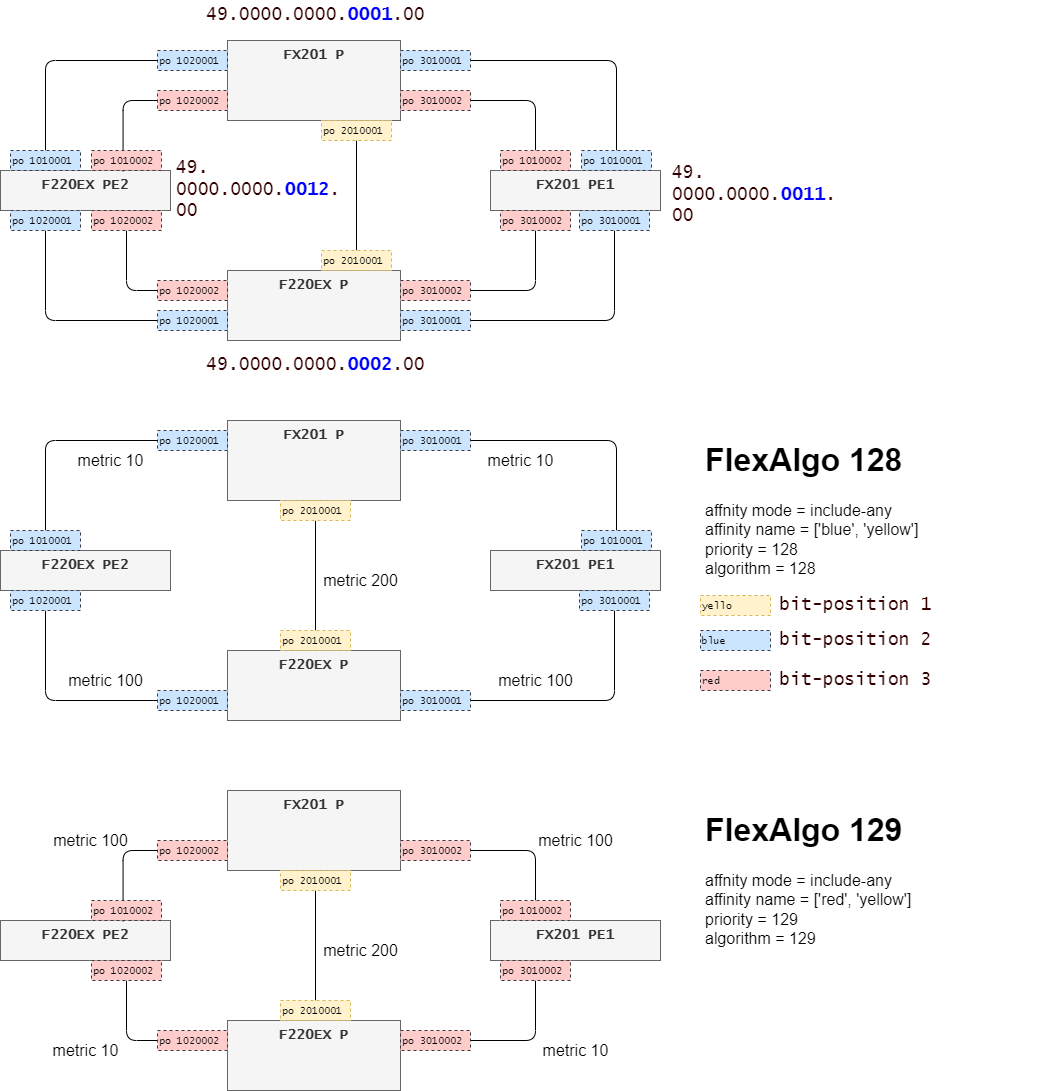 49.0000.0000.0001.00
FX201 P
po 1020001
po 3010001
po 1020002
po 3010002
po 2010001
po 1010001
po 1010002
F220EX PE2
po 1020001
po 1020002
49.
0000.0000.0012.
00
po 1010002
po 1010001
FX201 PE1
po 3010002
po 3010001
49.
0000.0000.0011.
00
po 2010001
F220EX P
po 1020002
po 3010002
po 1020001
po 3010001
49.0000.0000.0002.00
FX201 P
po 1020001
po 3010001
metric 10
metric 10
po 2010001
po 1010001
po 1010001
F220EX PE2
FX201 PE1
metric 200
po 1020001
po 3010001
po 2010001
F220EX P
metric 100
metric 100
po 1020001
po 3010001
FlexAlgo 128
affnity mode = include-any
affinity name = ['blue', 'yellow']
priority = 128
algorithm = 128
yello
bit-position 1
blue
bit-position 2
red
bit-position 3
FX201 P
metric 100
metric 100
po 1020002
po 3010002
po 2010001
po 1010002
po 1010002
F220EX PE2
FX201 PE1
metric 200
po 1020002
po 3010002
po 2010001
F220EX P
metric 10
po 1020002
po 3010002
metric 10
FlexAlgo 129
affnity mode = include-any
affinity name = ['red', 'yellow']
priority = 129
algorithm = 129